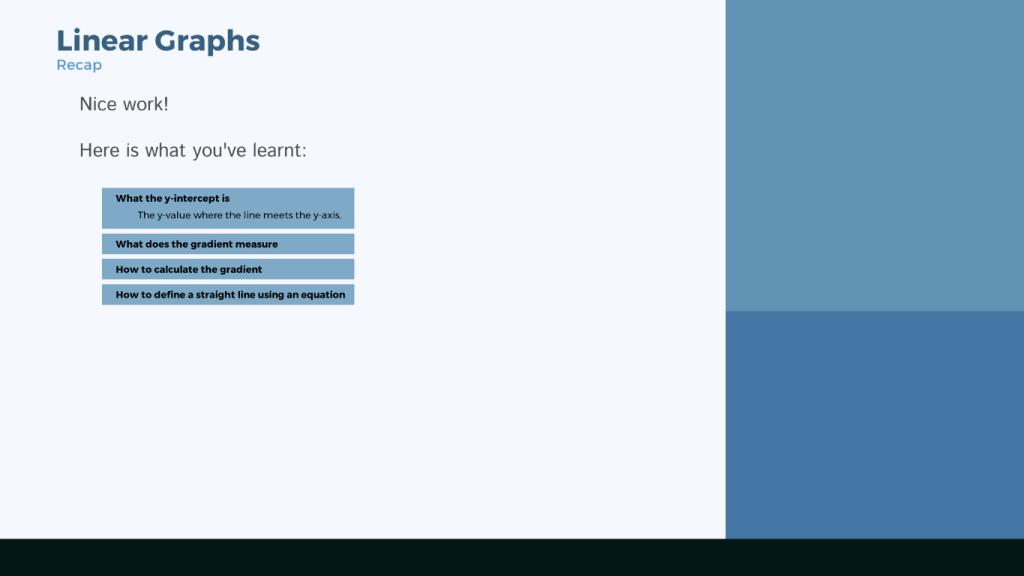 Linear Graphs
Recap
Nice work!
Here is what you've learnt:
What the y-intercept is
The y-value where the line meets the y-axis.
What does the gradient measure
How to calculate the gradient
How to define a straight line using an equation